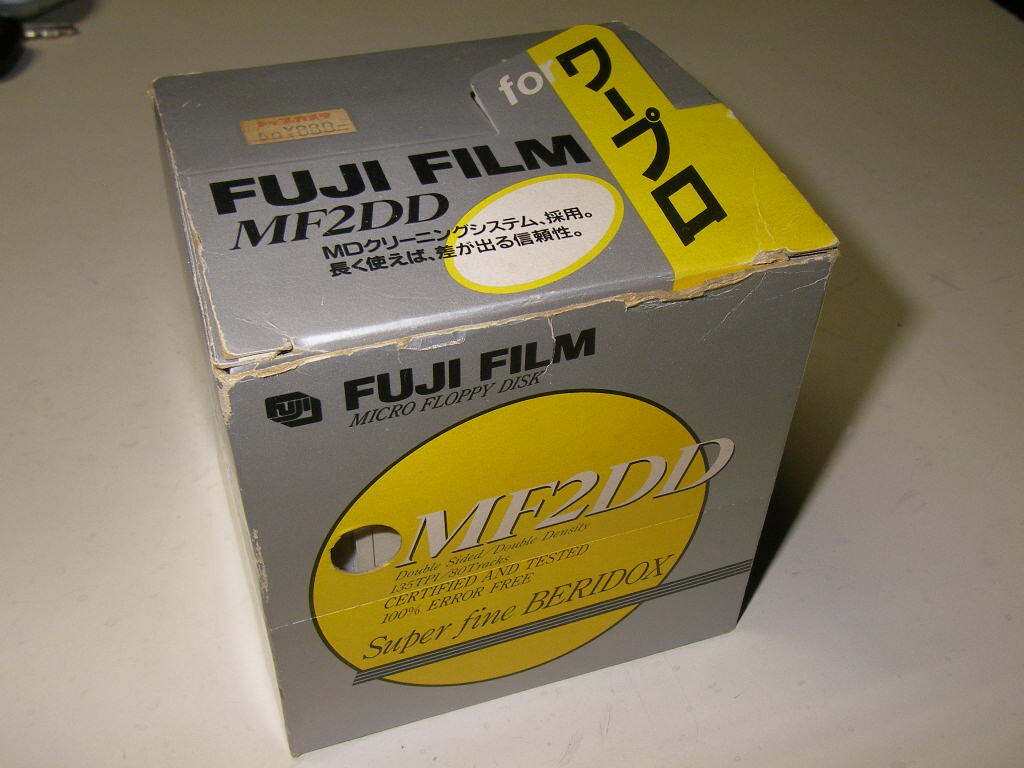 for ワープロ
FUJI FILM
MF2DD
MDクリーニングシステム、採用。
長く使えば、差が出る信頼性。
FUJI
FUJI FILM
MICRO FLOPPY DISK
MF2DD
Double Sided/Double Density
135TPI/80Tracks
CERTIFIED AND TESTED
100% ERROR FREE
Super fine BERIDOX